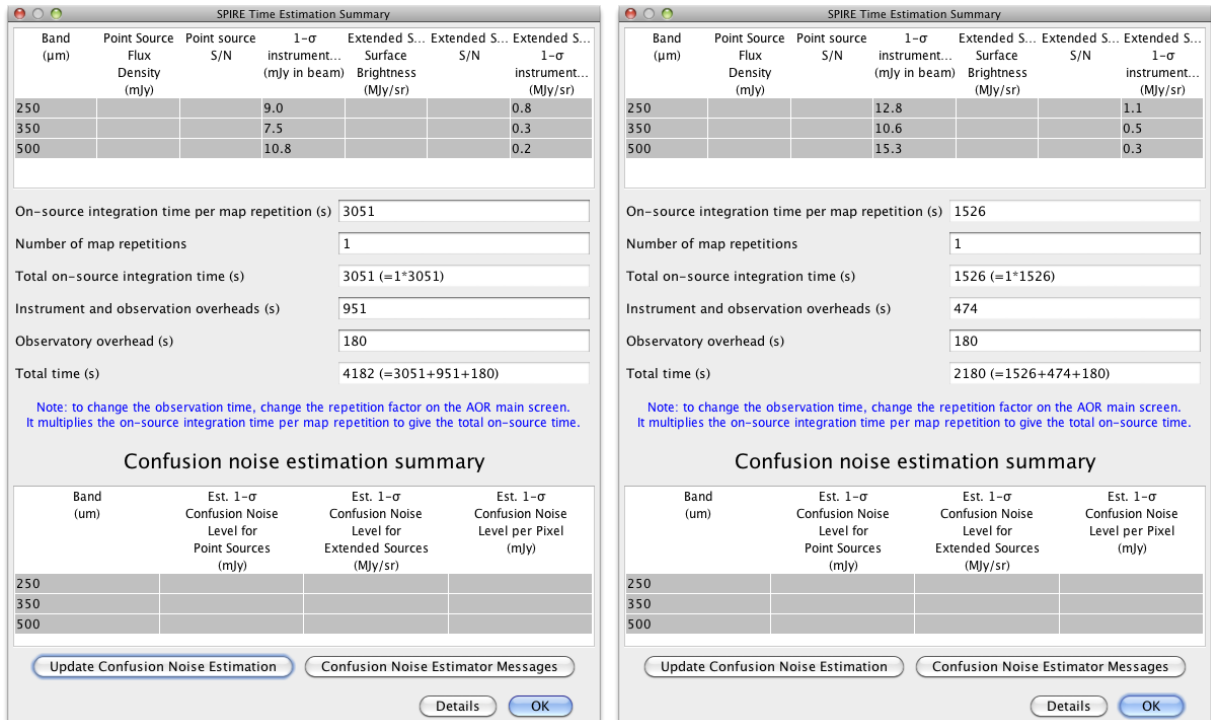 SPIRE Time Estimation Summary
Band Point Source Point source 1-σ Extended S... Extended S... Extended S...
(µm) Flux S/N instrument... Surface S/N 1-σ
Density (mJy in beam) Brightness instrument...
(mJy) (MJy/sr) (MJy/sr)
250 9.0 0.8
350 7.5 0.3
500 10.8 0.2
On-source integration time per map repetition (s) 3051
Number of map repetitions 1
Total on-source integration time (s) 3051 (=1*3051)
Instrument and observation overheads (s) 951
Observatory overhead (s) 180
Total time (s) 4182 (=3051+951+180)
Note: to change the observation time, change the repetition factor on the AOR main screen.
It multiplies the on-source integration time per map repetition to give the total on-source time.
Confusion noise estimation summary
Band Est. 1-σ Est. 1-σ Est. 1-σ
(um) Confusion Noise Confusion Noise Confusion Noise
Level for Level for Level per Pixel
Point Sources Extended Sources (mJy)
(mJy) (MJy/sr)
250
350
500
Update Confusion Noise Estimation Confusion Noise Estimator Messages
Details OK
SPIRE Time Estimation Summary
Band Point Source Point source 1-σ Extended S... Extended S... Extended S...
(µm) Flux S/N instrument... Surface S/N 1-σ
Density (mJy in beam) Brightness instrument...
(mJy) (MJy/sr) (MJy/sr)
250 12.8 1.1
350 10.6 0.5
500 15.3 0.3
On-source integration time per map repetition (s) 1526
Number of map repetitions 1
Total on-source integration time (s) 1526 (=1*1526)
Instrument and observation overheads (s) 474
Observatory overhead (s) 180
Total time (s) 2180 (=1526+474+180)
Note: to change the observation time, change the repetition factor on the AOR main screen.
It multiplies the on-source integration time per map repetition to give the total on-source time.
Confusion noise estimation summary
Band Est. 1-σ Est. 1-σ Est. 1-σ
(um) Confusion Noise Confusion Noise Confusion Noise
Level for Level for Level per Pixel
Point Sources Extended Sources (mJy)
(mJy) (MJy/sr)
250
350
500
Update Confusion Noise Estimation Confusion Noise Estimator Messages
Details OK